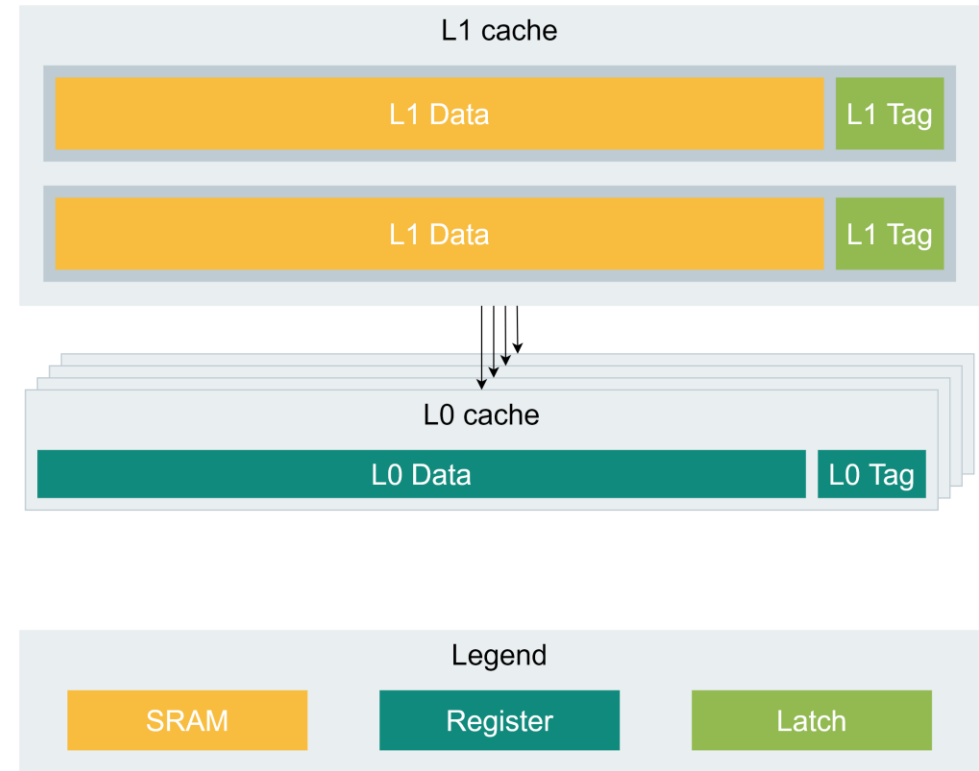 L1 cache
L1 Data L1 Tag
L1 Data L1 Tag
L0 cache
L0 Data L0 Tag
Legend
SRAM Register Latch